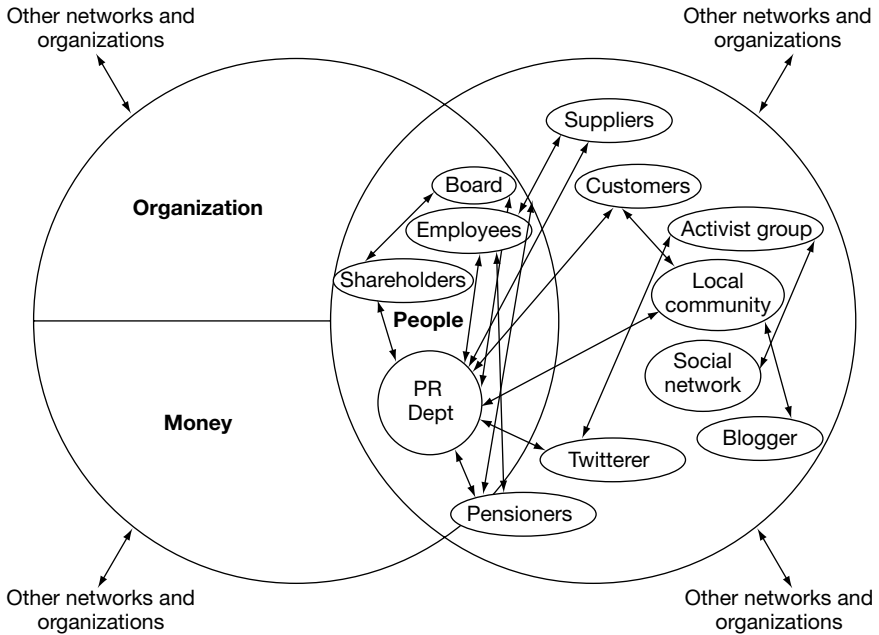 Other networks and
organizations
Other networks and
organizations
Suppliers
Board
Customers
Organization
Employees
Activist group
Shareholders
Local
community
People
Social
network
PR
Dept
Money
Blogger
Twitterer
Pensioners
Other networks and
organizations
Other networks and
organizations